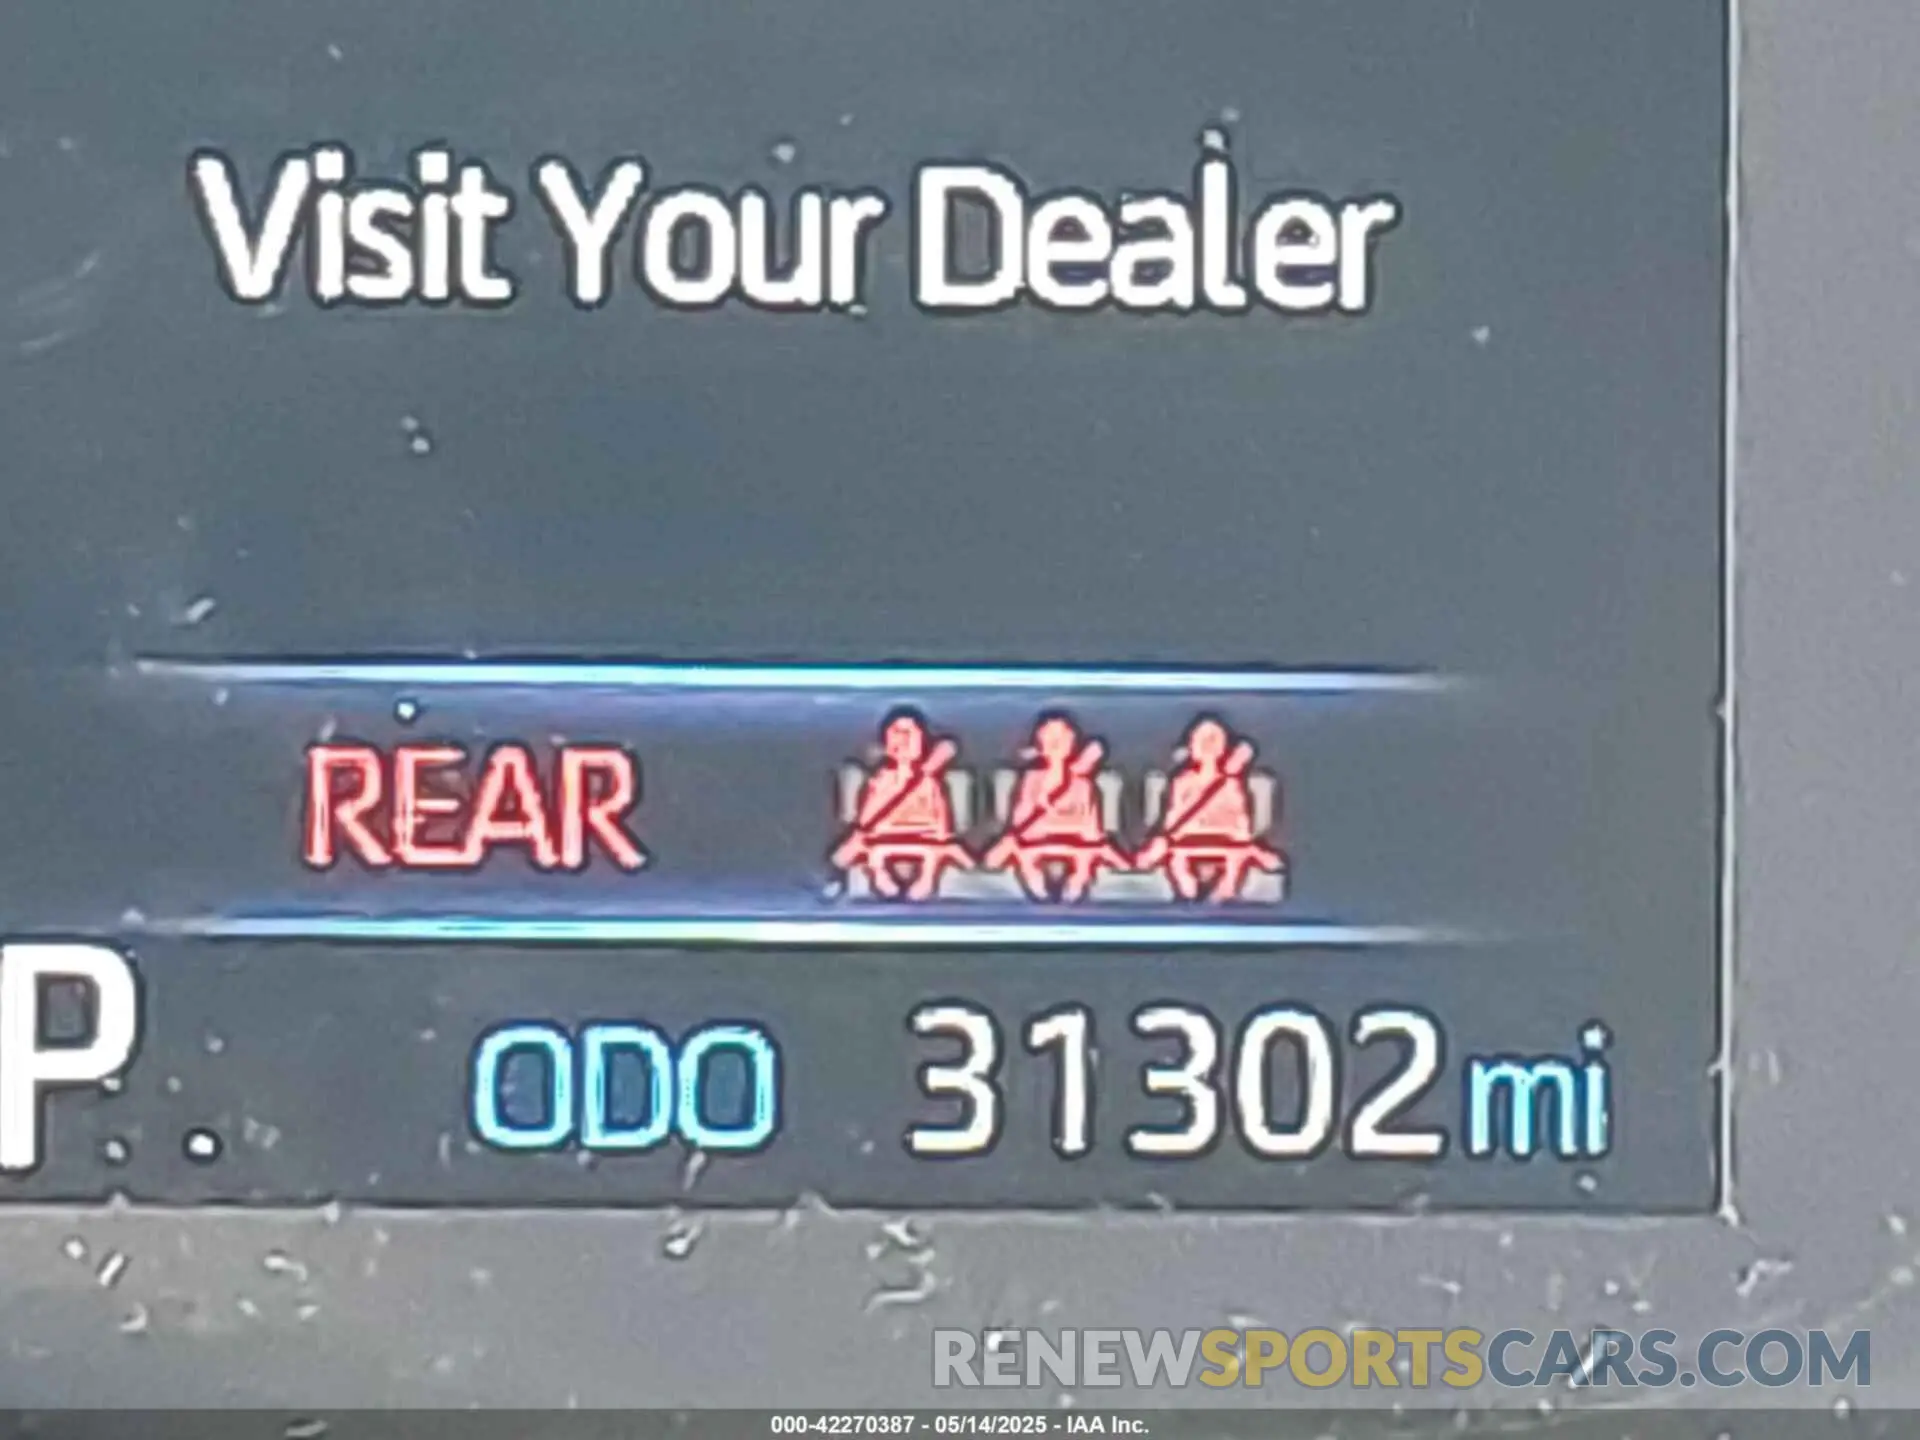 Visit Your Dealer
REAR
P
ODO 31302 mi
RENEWSPORTSCARS.COM
000-42270387 - 05/14/2025 - IAA Inc.